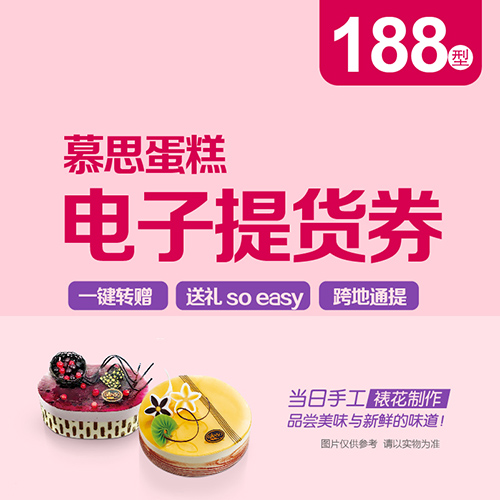 188型
慕思蛋糕
电子提货券
一键转赠 送礼 so easy 跨地通提
当日手工 裱花制作
品尝美味与新鲜的味道!
图片仅供参考 请以实物为准